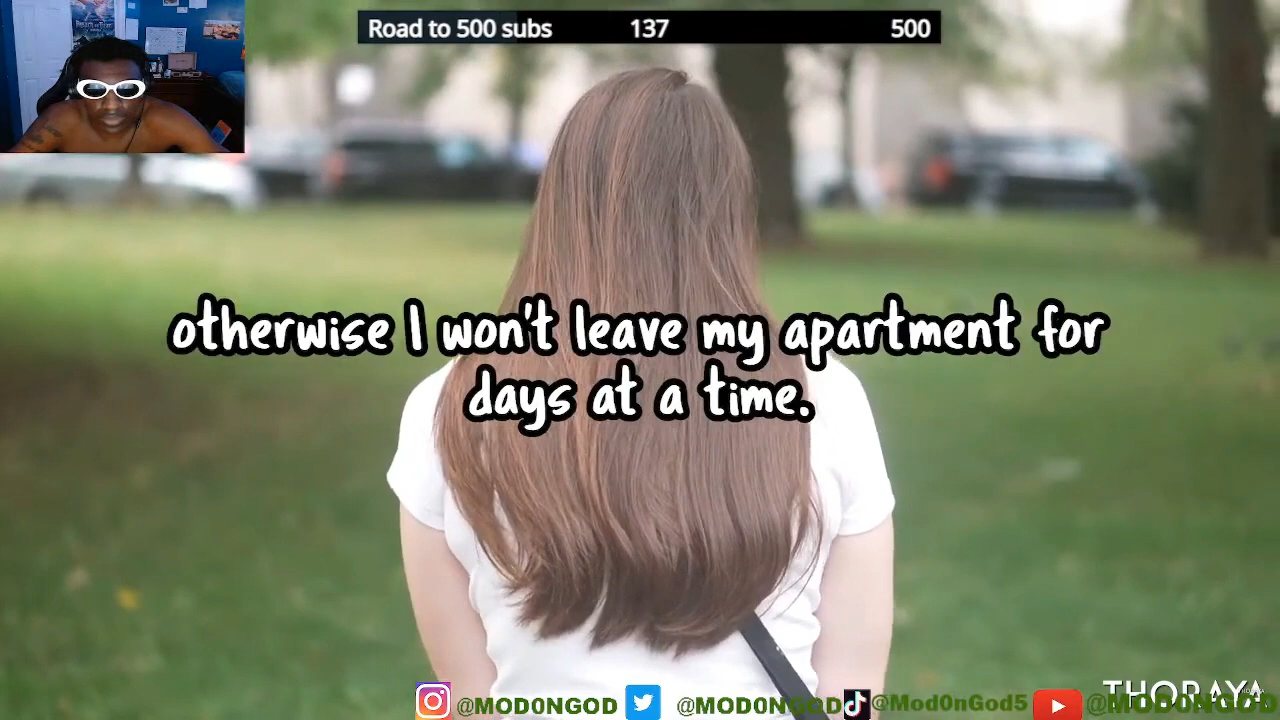 Road to 500 subs 137 500
otherwise I won't leave my apartment for
days at a time.
THORAYA
@MOD0NGOD @MOD0NGOD @Mod0nGod5 @MOD0NGOD